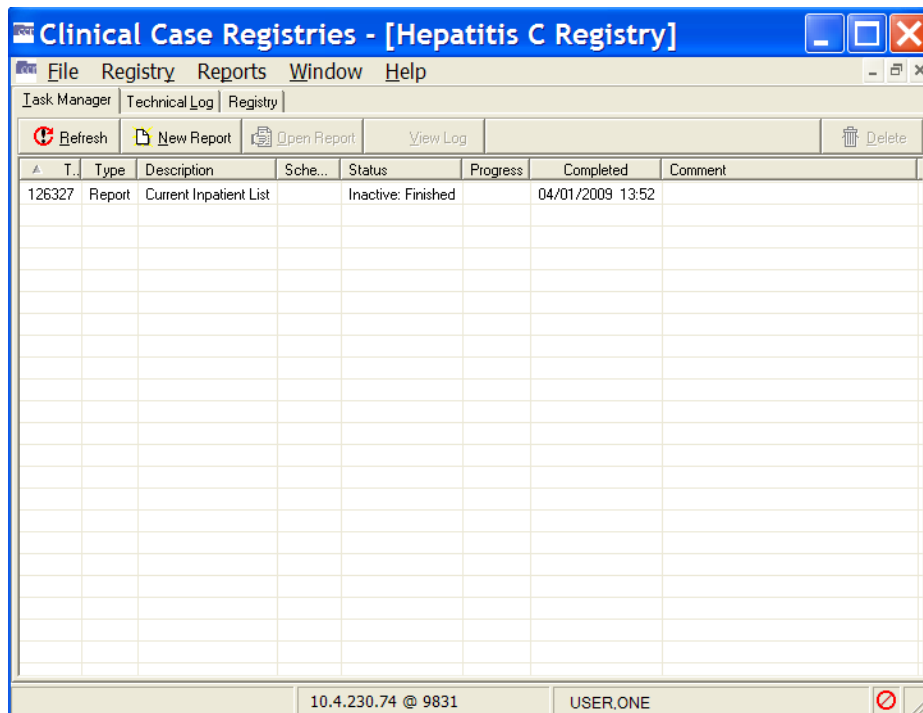 Clinical Case Registries - [Hepatitis C Registry]
File Registry Reports Window Help
Task Manager Technical Log Registry
Refresh New Report Open Report View Log Delete
T.. Type Description Sche... Status Progress Completed Comment
126327 Report Current Inpatient List Inactive: Finished 04/01/2009 13:52
10.4.230.74 @ 9831 USER,ONE